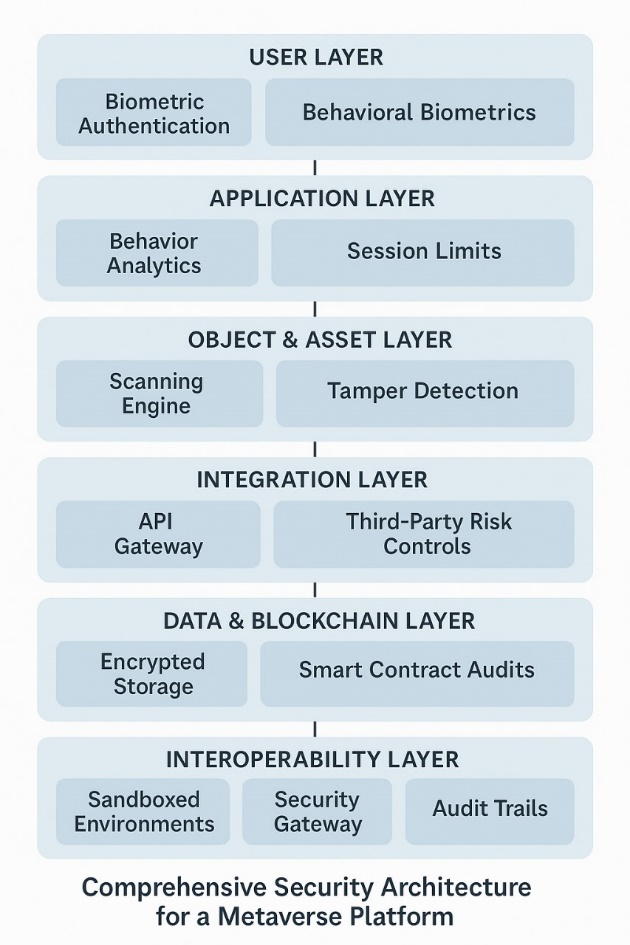 USER LAYER
Biometric
Authentication
Behavioral Biometrics
APPLICATION LAYER
Behavior
Analytics
Session Limits
OBJECT & ASSET LAYER
Scanning
Engine
Tamper Detection
INTEGRATION LAYER
API
Gateway
Third-Party Risk
Controls
DATA & BLOCKCHAIN LAYER
Encrypted
Storage
Smart Contract Audits
INTEROPERABILITY LAYER
Sandboxed
Environments
Security
Gateway
Audit Trails
Comprehensive Security Architecture
for a Metaverse Platform